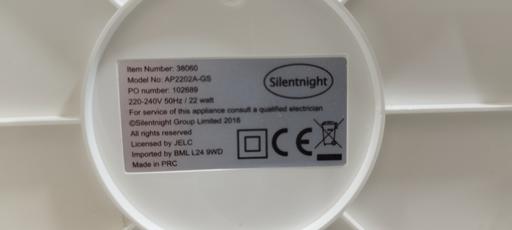 Item Number: 38060
Model No: AP2202A-GS
PO number: 102689
220-240V 50Hz / 22 watt
For service of this appliance consult a qualified electrician
©Silentnight Group Limited 2016
All rights reserved
Licensed by JELC
Imported by BML L24 9WD
Made in PRC
Silentnight
CE